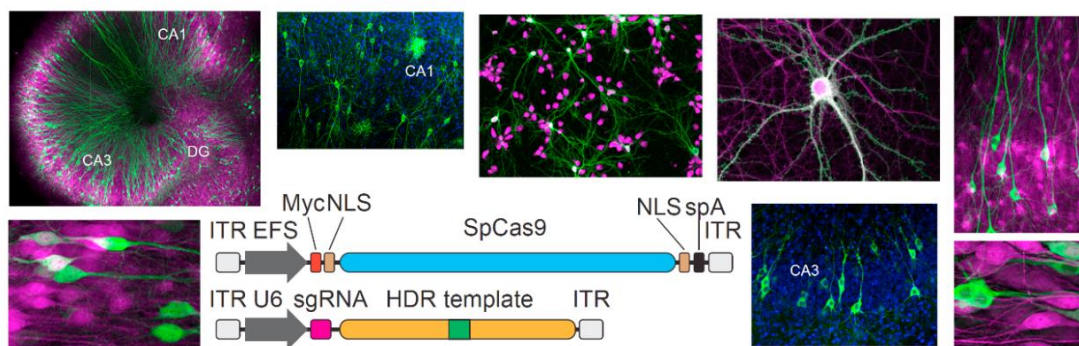 CA1
CA3
DG
CA1
CA3
MycNLS
NLS spA
ITR EFS
SpCas9
ITR
ITR U6 sgRNA HDR template ITR